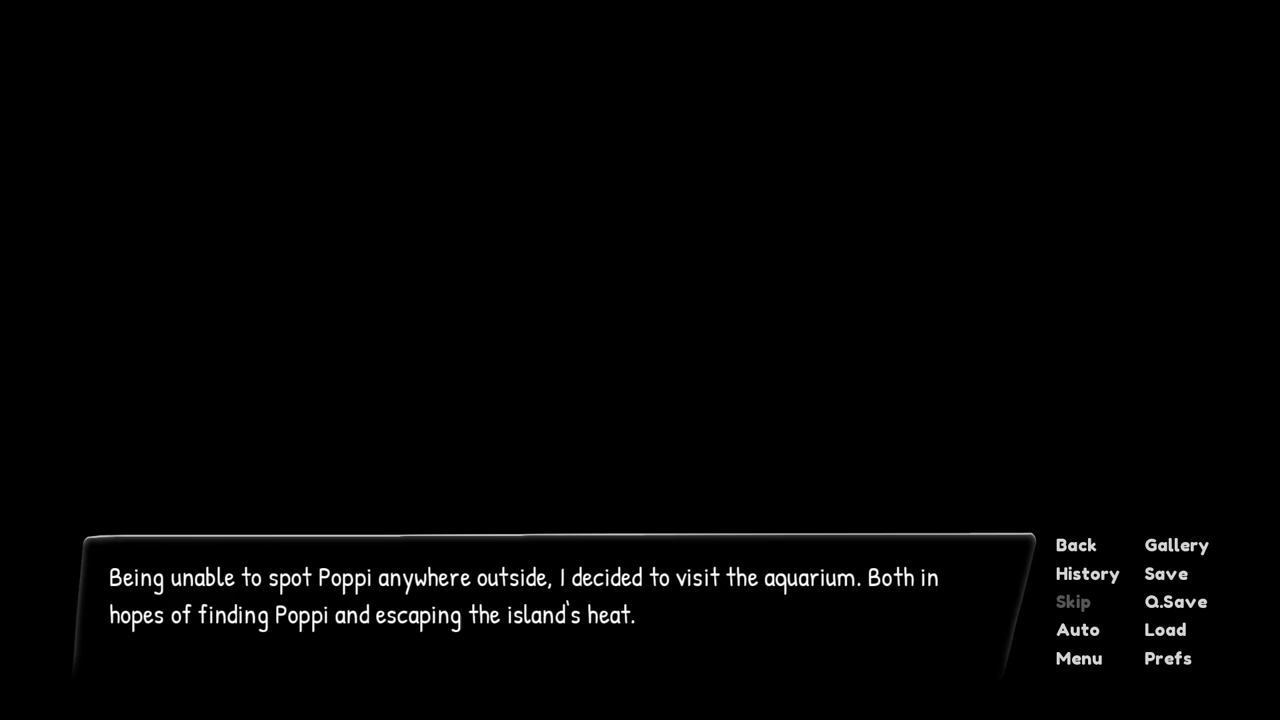 Being unable to spot Poppi anywhere outside, I decided to visit the aquarium. Both in
hopes of finding Poppi and escaping the island's heat.
Back
Gallery
History
Save
Skip
Q.Save
Auto
Load
Menu
Prefs